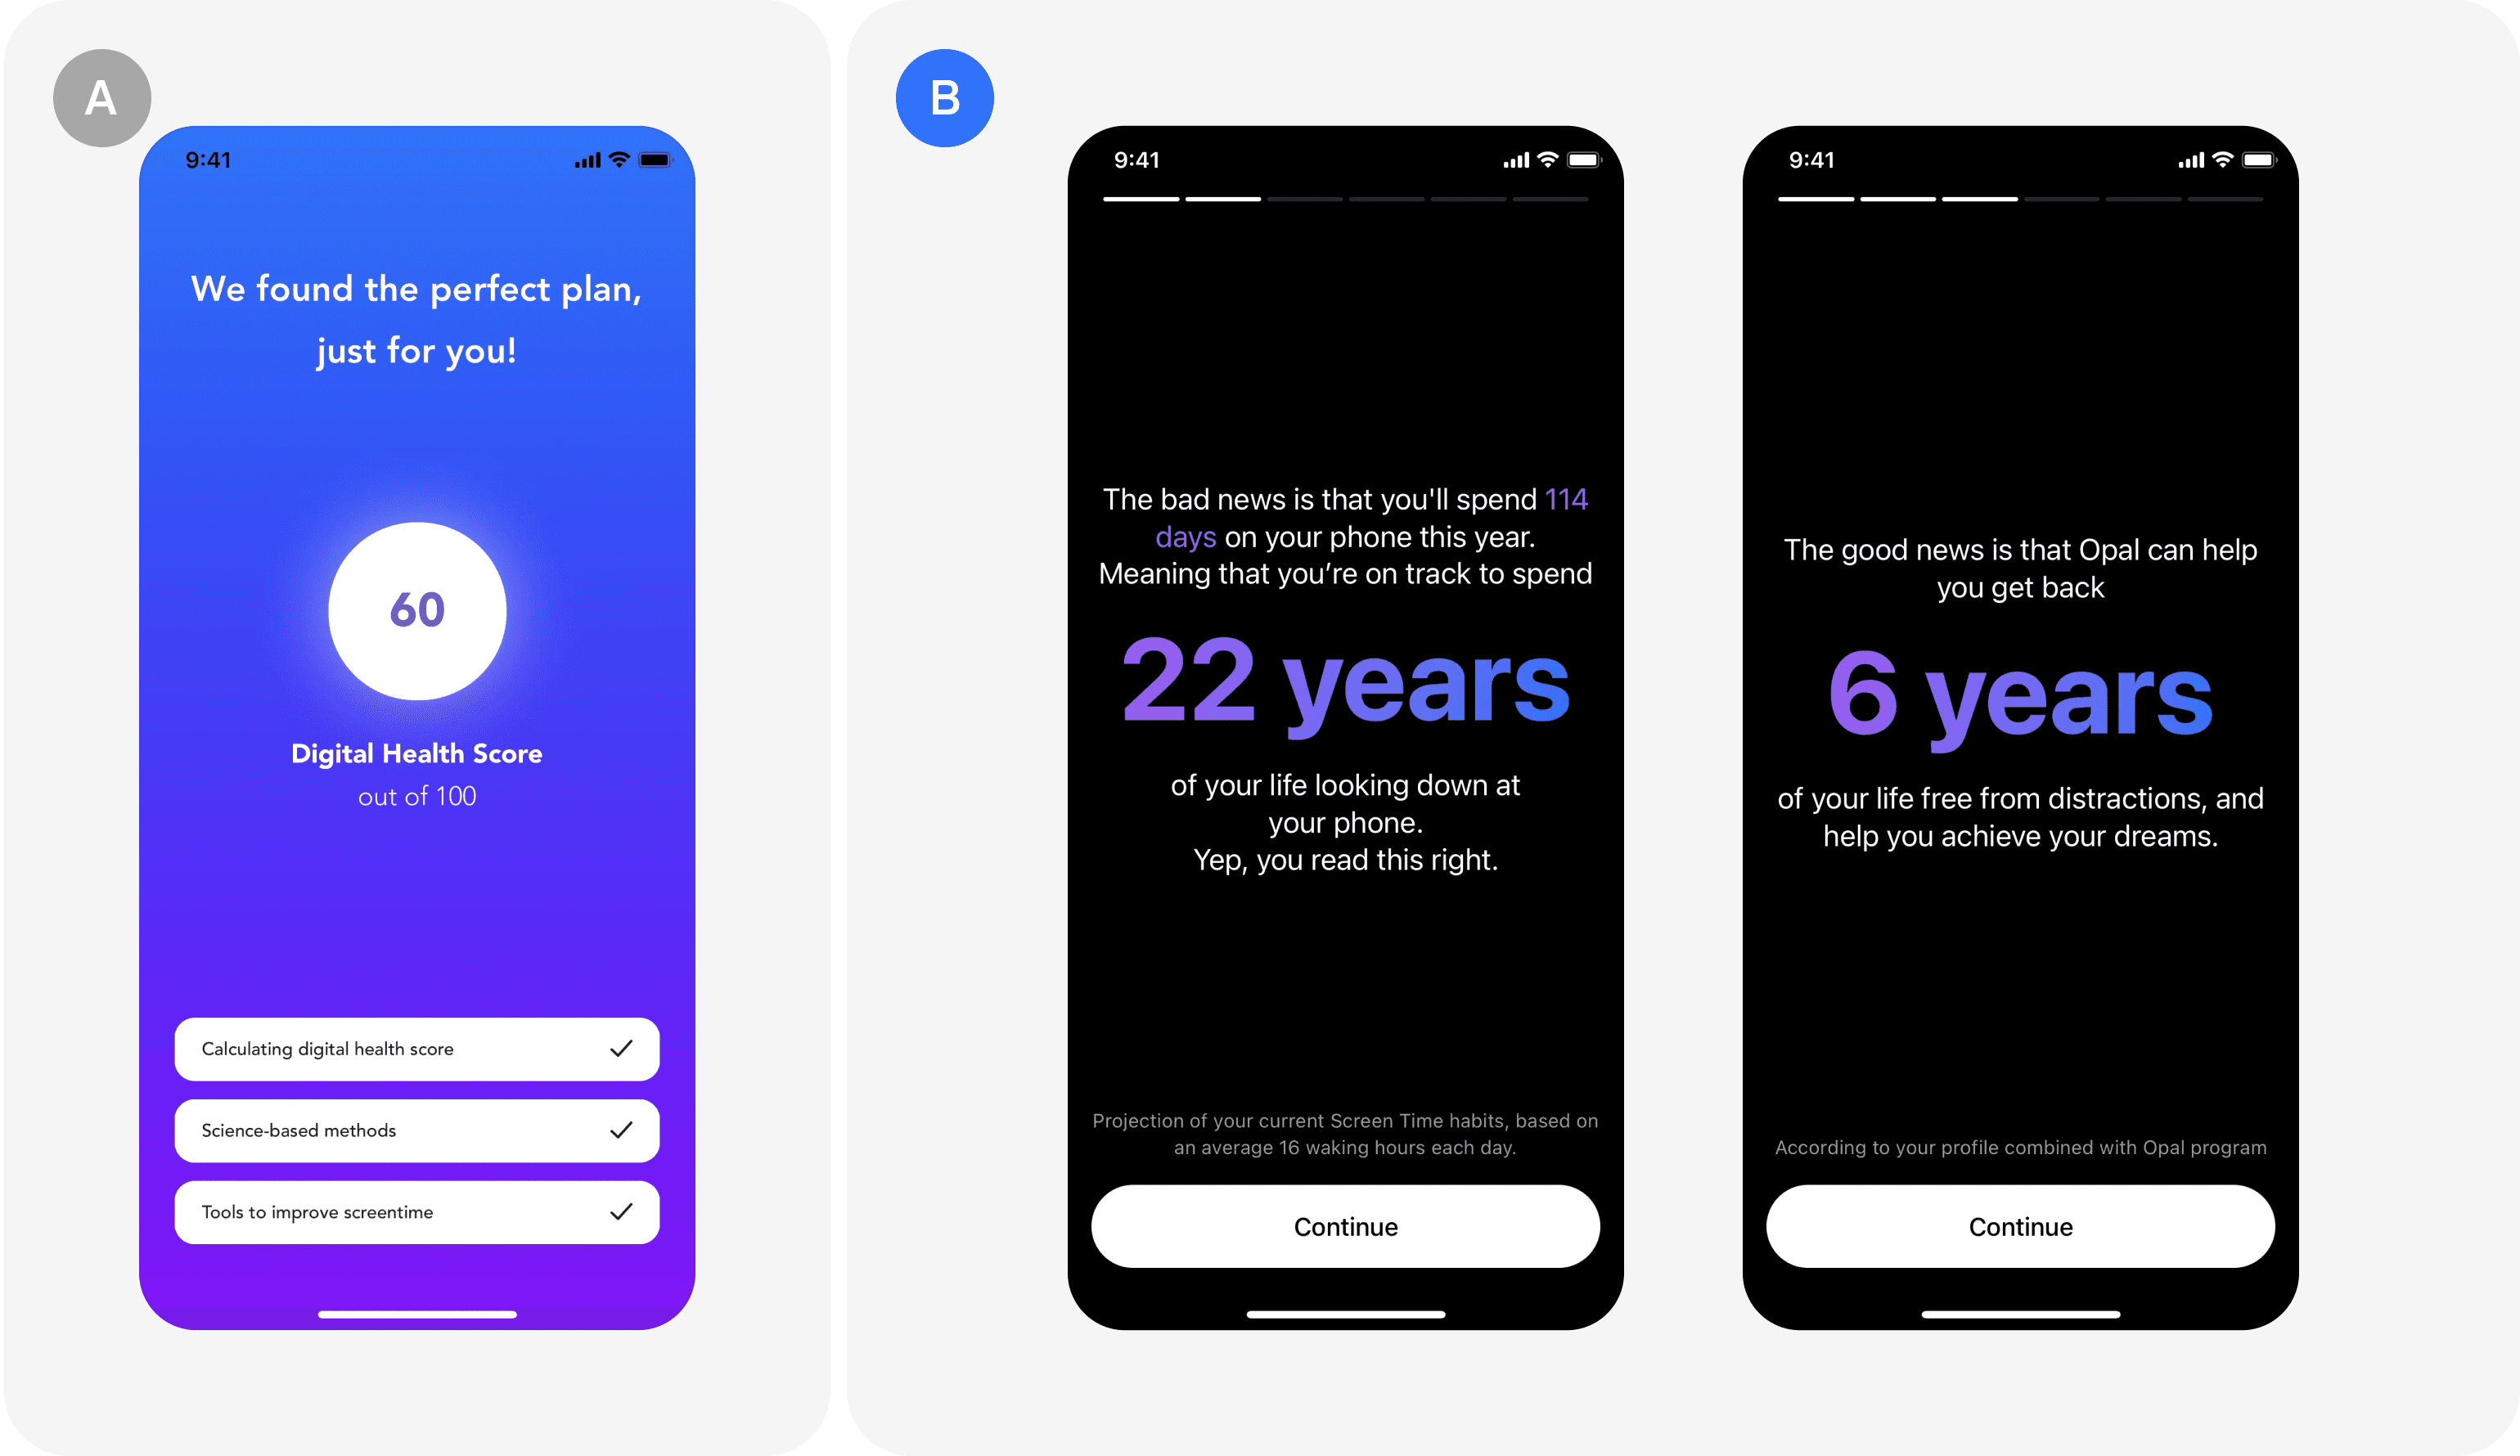 A
9:41
We found the perfect plan,
just for you!
60
Digital Health Score
out of 100
Calculating digital health score
Science-based methods
Tools to improve screentime
B
9:41
The bad news is that you'll spend 114
days on your phone this year.
Meaning that you’re on track to spend
22 years
of your life looking down at
your phone.
Yep, you read this right.
Projection of your current Screen Time habits, based on
an average 16 waking hours each day.
Continue
9:41
The good news is that Opal can help
you get back
6 years
of your life free from distractions, and
help you achieve your dreams.
According to your profile combined with Opal program
Continue